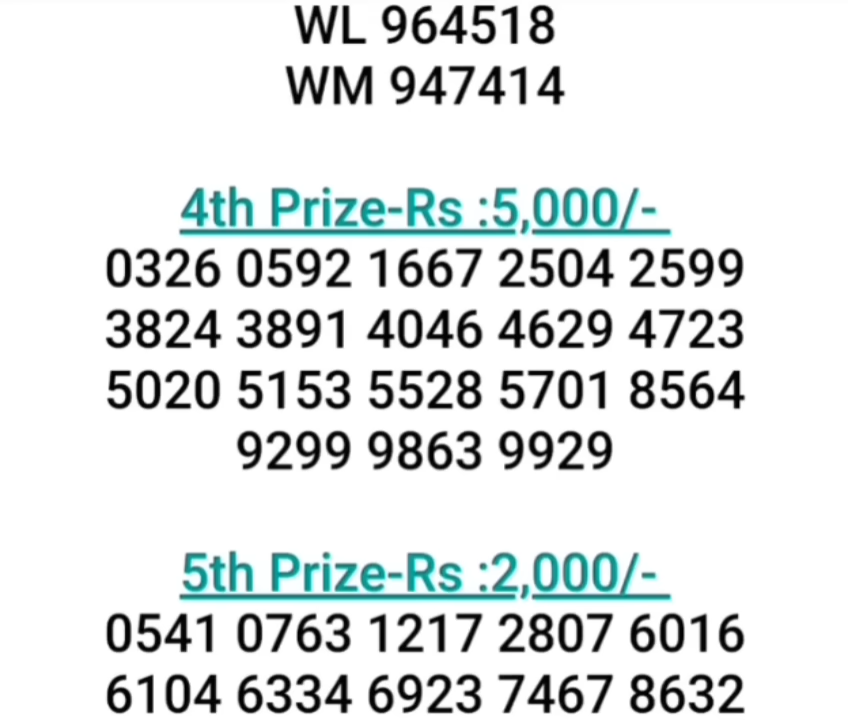 WL 964518
WM 947414
4th Prize-Rs :5,000/-
0326 0592 1667 2504 2599
3824 3891 4046 4629 4723
5020 5153 5528 5701 8564
9299 9863 9929
5th Prize-Rs :2,000/-
0541 0763 1217 2807 6016
6104 6334 6923 7467 8632